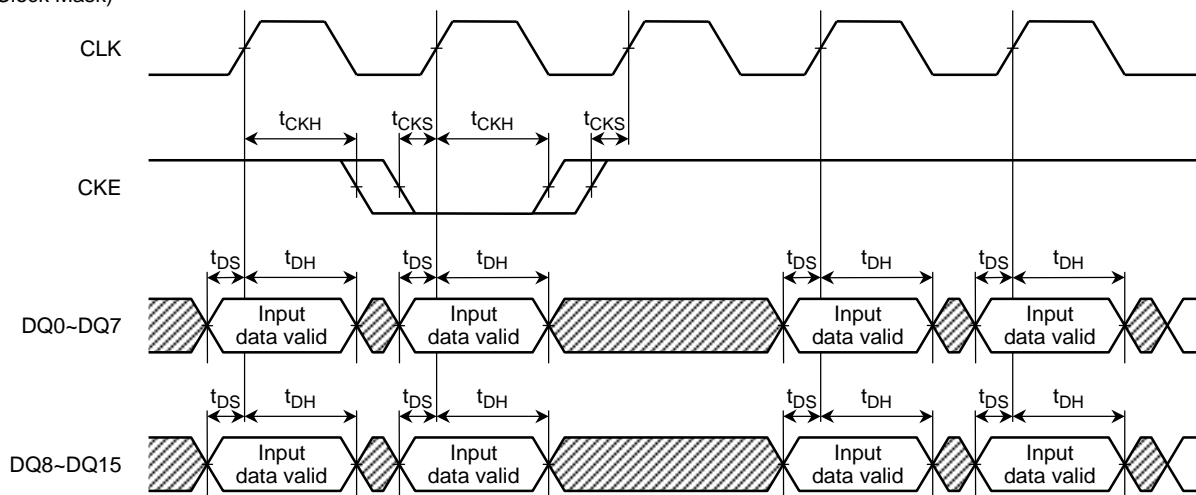 Clock Mask)
CLK
tCKH tCKS tCKH tCKS
CKE
tDS tDH tDS tDH tDS tDH tDS tDH
DQ0~DQ7
Input data valid
Input data valid
Input data valid
Input data valid
tDS tDH tDS tDH tDS tDH tDS tDH
DQ8~DQ15
Input data valid
Input data valid
Input data valid
Input data valid